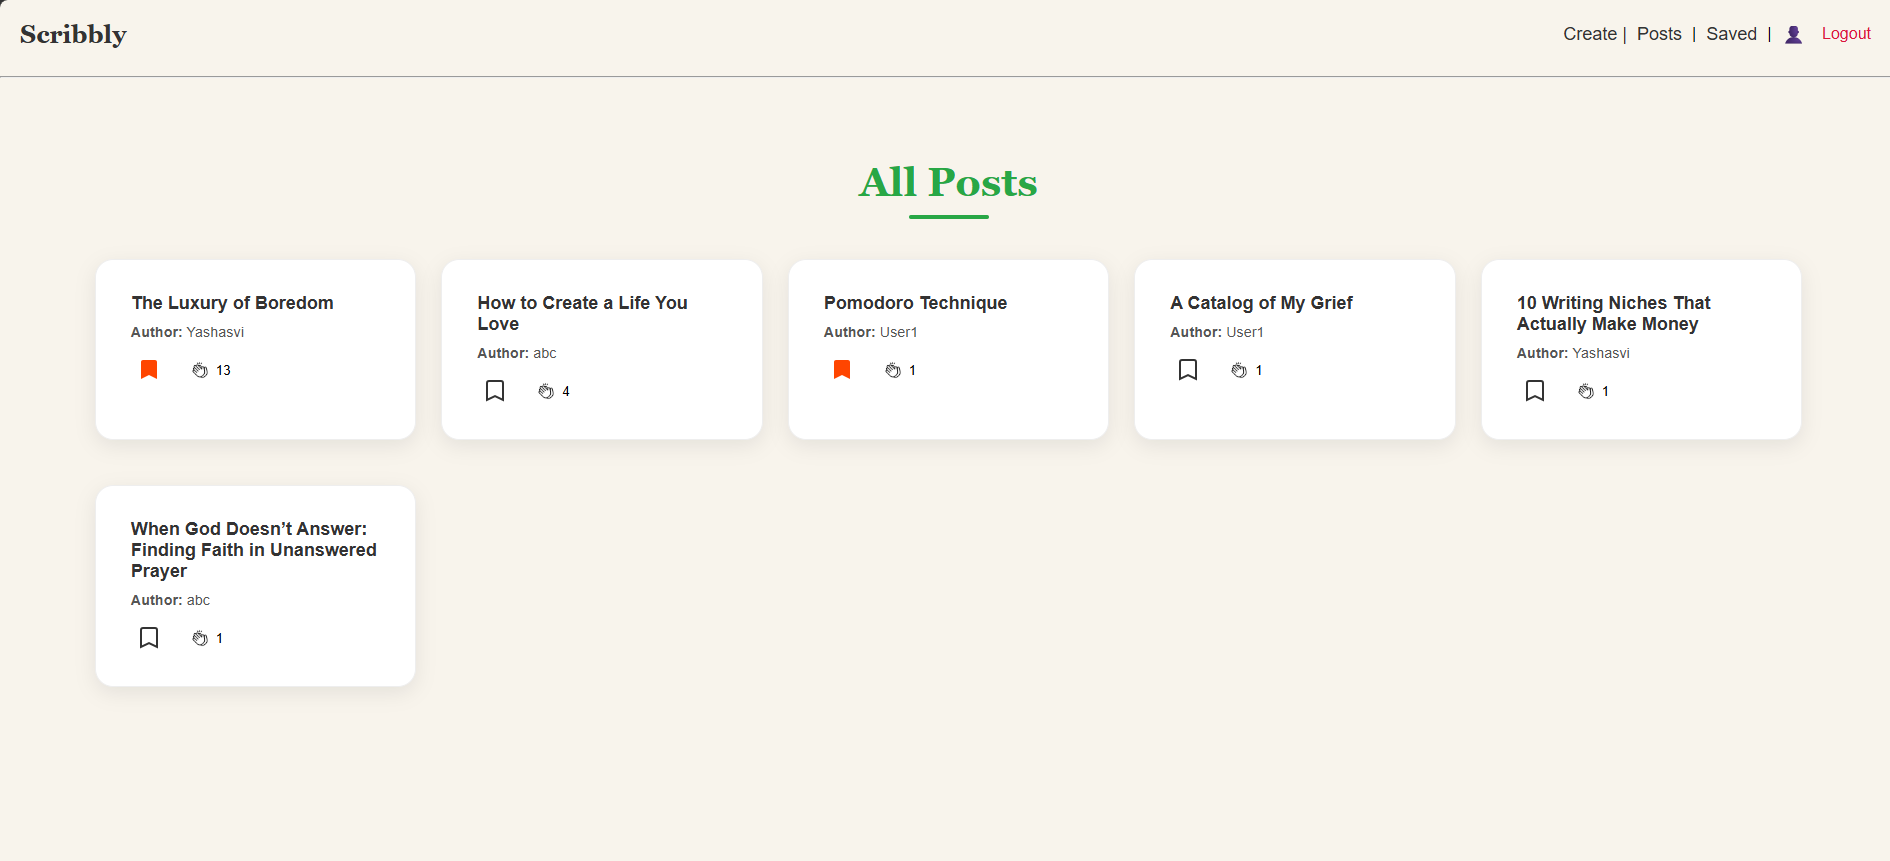 Scribbly
Create | Posts | Saved | Logout
All Posts
The Luxury of Boredom
Author: Yashasvi
13
How to Create a Life You
Love
Author: abc
4
Pomodoro Technique
Author: User1
1
A Catalog of My Grief
Author: User1
1
10 Writing Niches That
Actually Make Money
Author: Yashasvi
1
When God Doesn’t Answer:
Finding Faith in Unanswered
Prayer
Author: abc
1